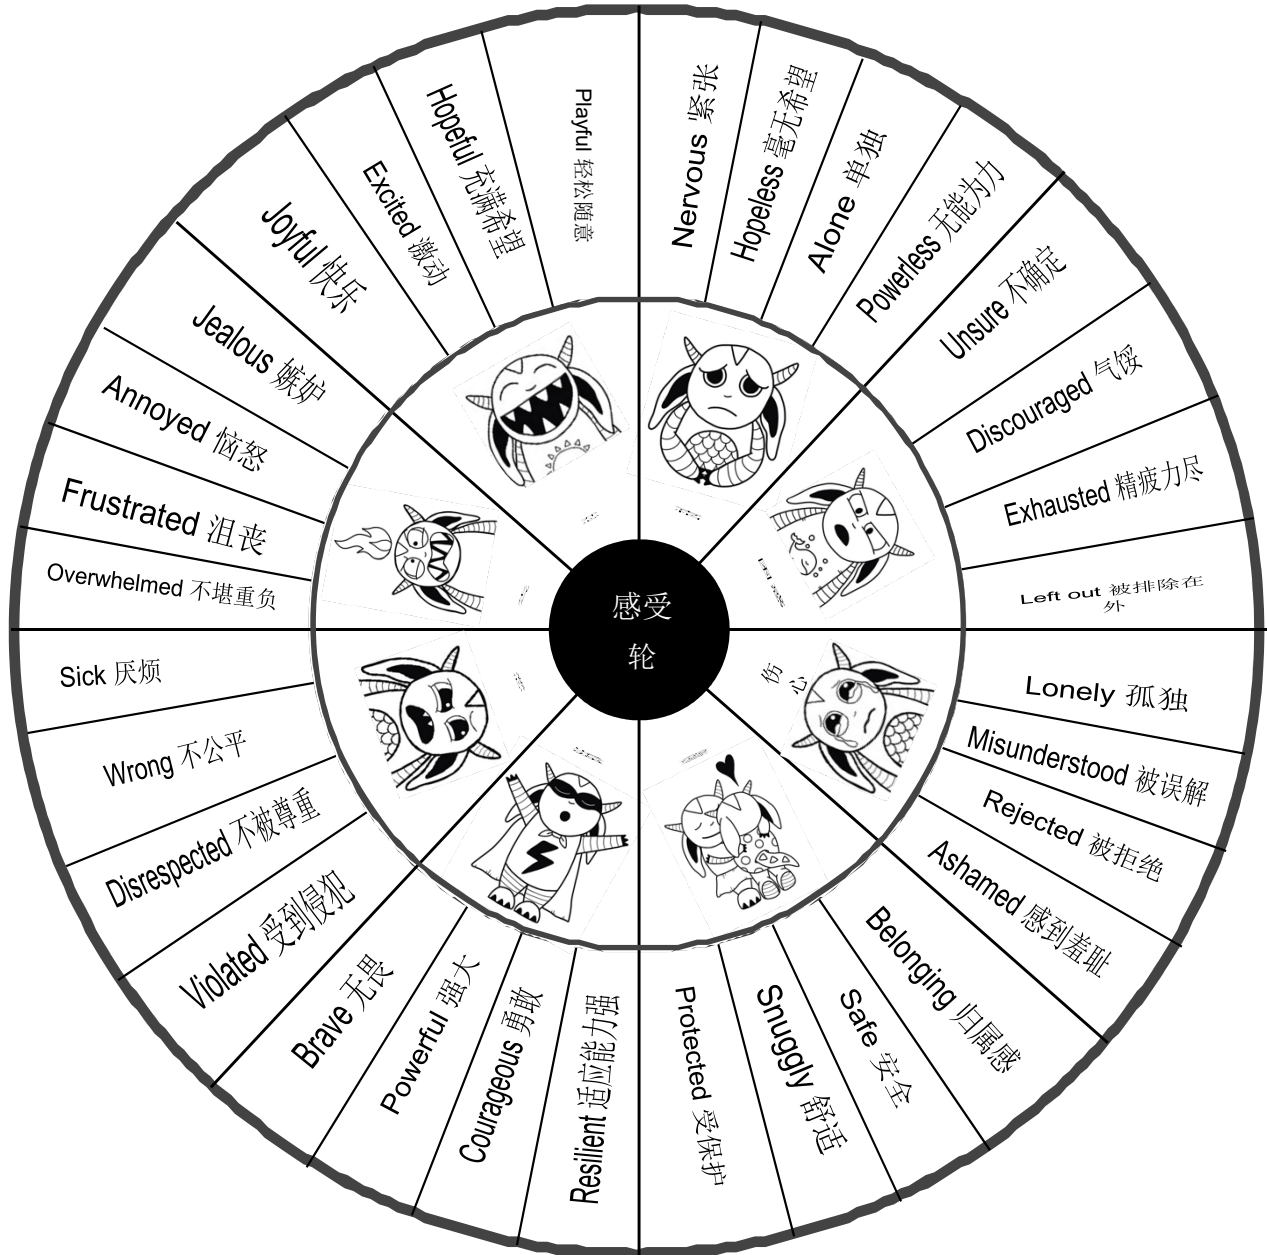 感受
轮
Nervous 紧张
Hopeless 毫无希望
Alone 单独
Powerless 无能为力
Unsure 不确定
Discouraged 气馁
Exhausted 精疲力尽
Left out 被排除在
外
Lonely 孤独
Misunderstood 被误解
Rejected 被拒绝
Ashamed 感到羞耻
Belonging 归属感
Safe 安全
Snuggly 舒适
Protected 受保护
Resilient 适应能力强
Courageous 勇敢
Powerful 强大
Brave 无畏
Violated 受到侵犯
Disrespected 不被尊重
Wrong 不公平
Sick 厌烦
Overwhelmed 不堪重负
Frustrated 沮丧
Annoyed 恼怒
Jealous 嫉妒
Joyful 快乐
Excited 激动
Hopeful 充满希望
Playful 轻松随意
伤
心